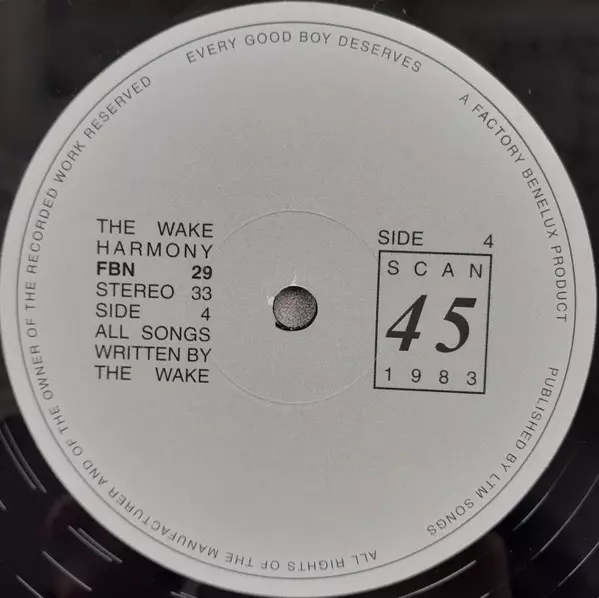 EVERY GOOD BOY DESERVES
A FACTORY BENELUX PRODUCT
PUBLISHED BY LTM SONGS
ALL RIGHTS OF THE MANUFACTURER AND OF THE OWNER OF THE RECORDED WORK RESERVED
THE WAKE
HARMONY
FBN 29
STEREO 33
SIDE 4
ALL SONGS
WRITTEN BY
THE WAKE
SIDE 4
SCAN
45
1983